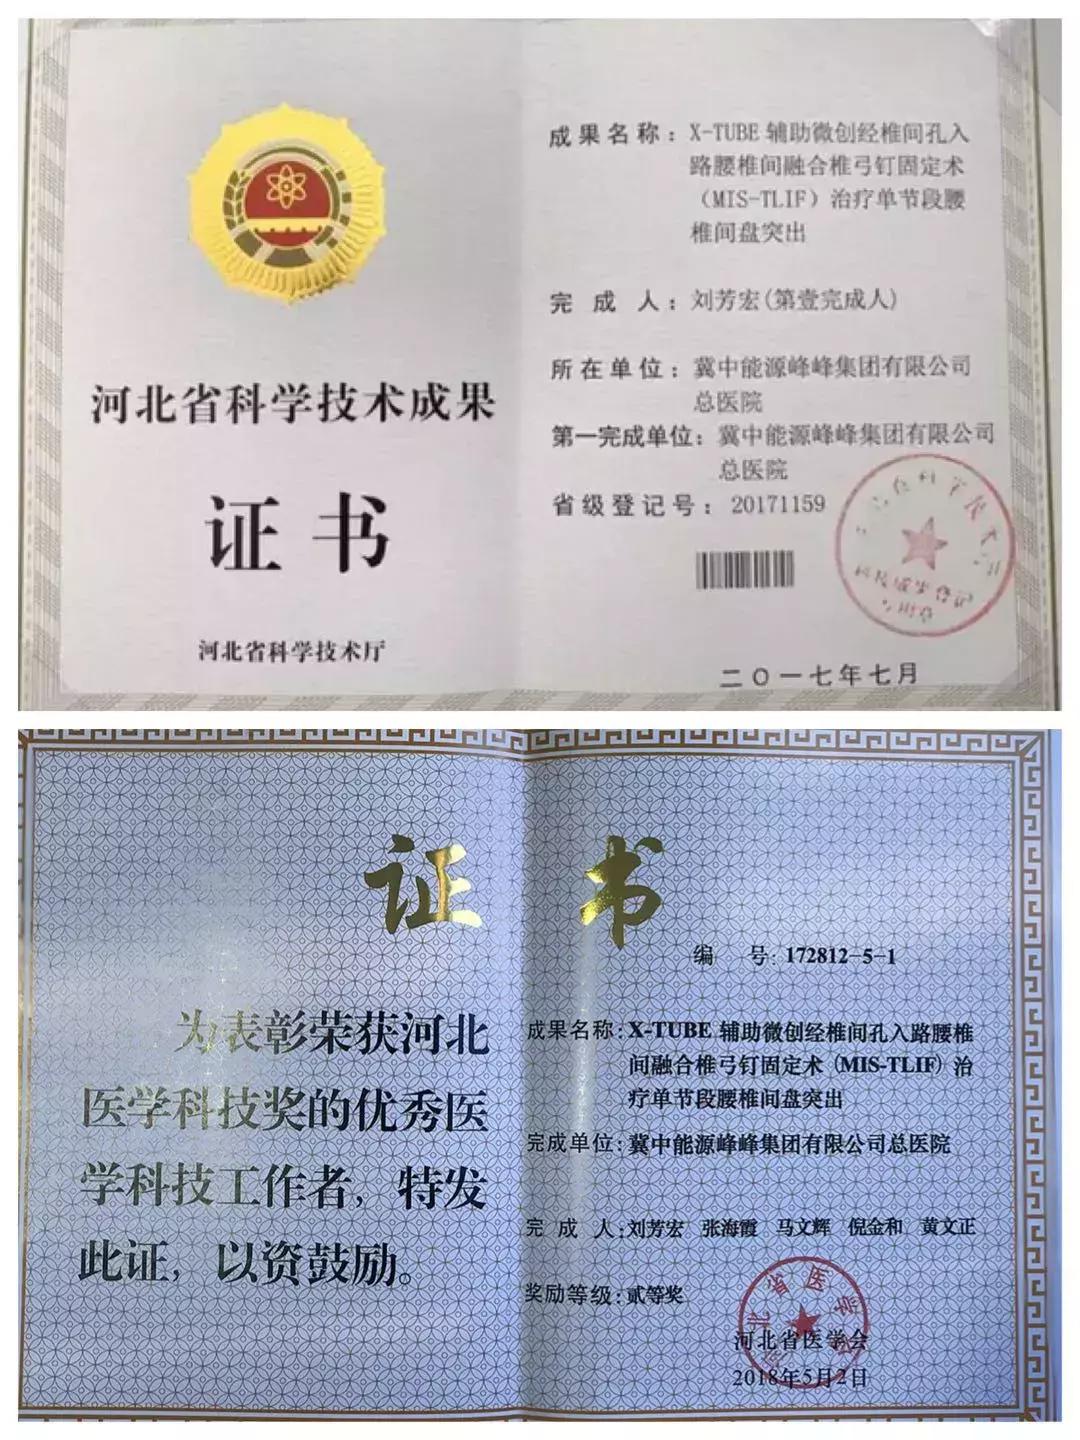 河北省科学技术成果
证书
河北省科学技术厅
成果名称：X-TUBE 辅助微创经椎间孔入
路腰椎间融合椎弓钉固定术
（MIS-TLIF）治疗单节段腰
椎间盘突出
完成人：刘芳宏(第壹完成人)
所在单位：冀中能源峰峰集团有限公司
总医院
第一完成单位：冀中能源峰峰集团有限公司
总医院
省级登记号：20171159
二〇一七年七月
证书
编号：172812-5-1
为表彰荣获河北
医学科技奖的优秀医
学科技工作者，特发
此证，以资鼓励。
成果名称：X-TUBE 辅助微创经椎间孔入路腰椎
间融合椎弓钉固定术 (MIS-TLIF) 治
疗单节段腰椎间盘突出
完成单位：冀中能源峰峰集团有限公司总医院
完成人：刘芳宏 张海霞 马文辉 倪金和 黄文正
奖励等级：贰等奖
河北省医学会
河北省医学会
2018年5月2日